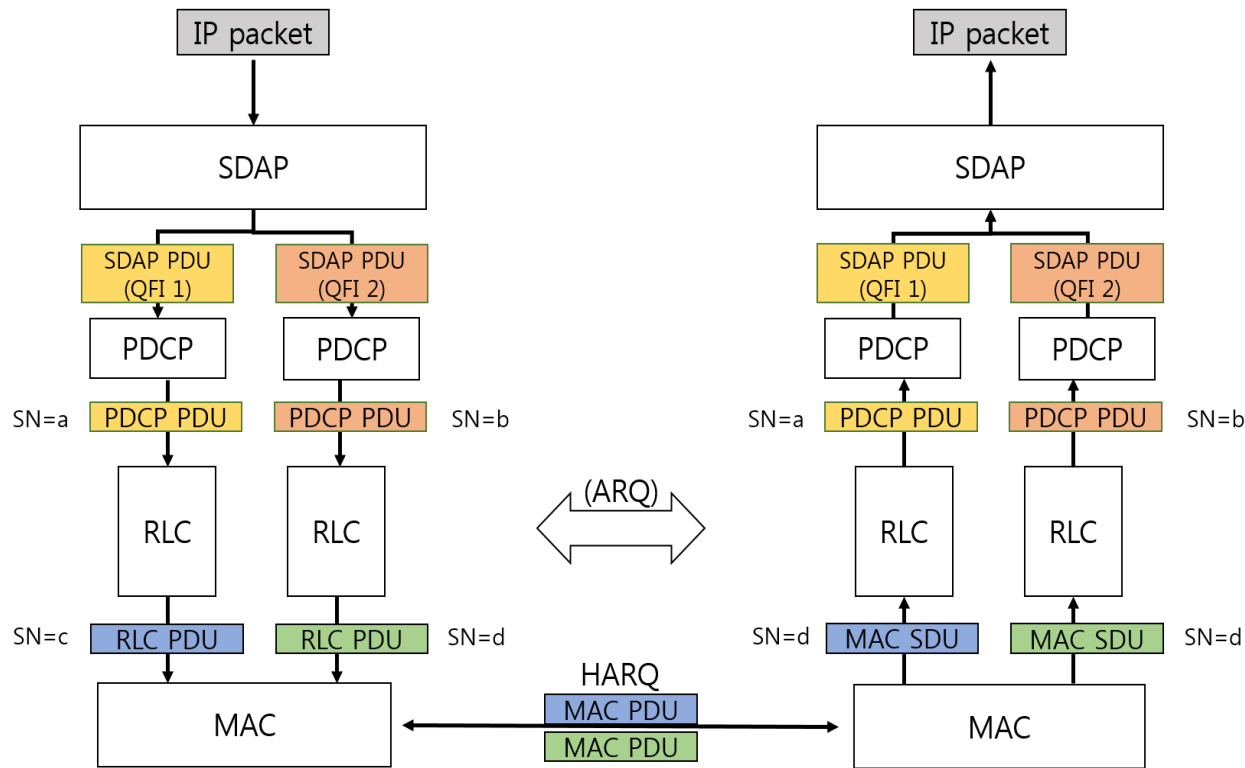 IP packet
IP packet
SDAP
SDAP
SDAP PDU
(QFI 1)
SDAP PDU
(QFI 2)
SDAP PDU
(QFI 1)
SDAP PDU
(QFI 2)
PDCP
PDCP
PDCP
PDCP
SN=a
PDCP PDU
PDCP PDU
SN=b
SN=a
PDCP PDU
PDCP PDU
SN=b
RLC
RLC
(ARQ)
RLC
RLC
SN=c
RLC PDU
RLC PDU
SN=d
SN=d
MAC SDU
MAC SDU
SN=d
MAC
HARQ
MAC PDU
MAC PDU
MAC